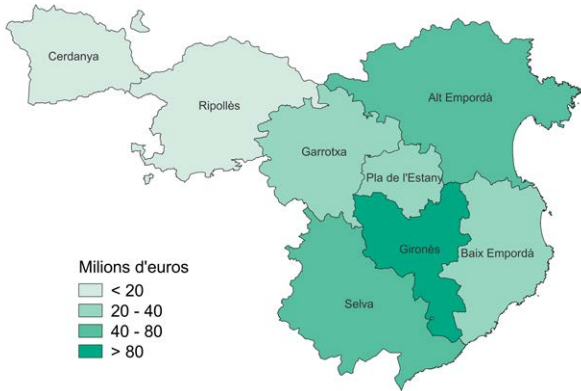 Cerdanya
Ripollès
Alt Empordà
Garrotxa
Pla de l'Estany
Gironès
Baix Empordà
Selva
Milions d'euros
< 20
20 - 40
40 - 80
> 80